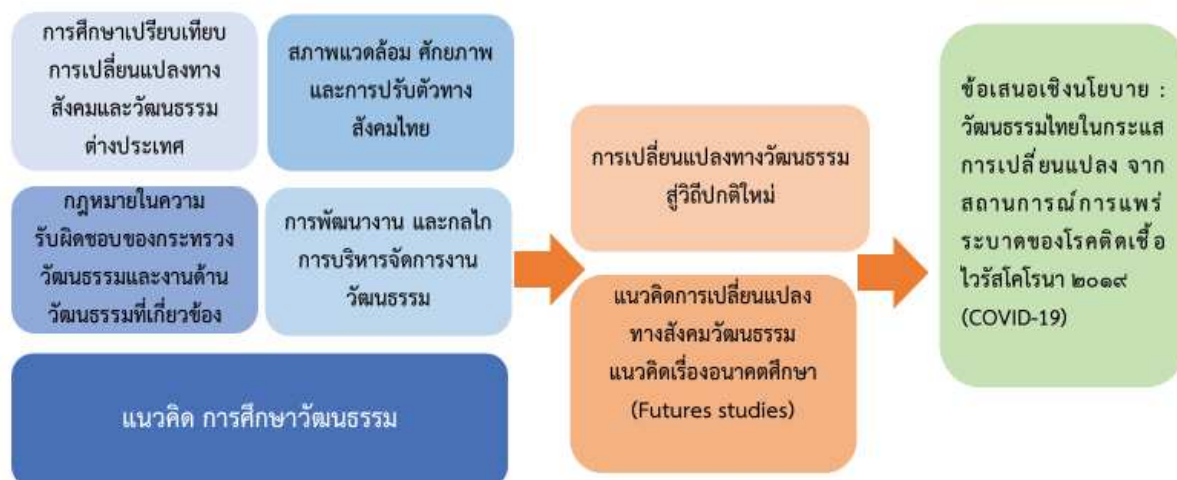 การศึกษาเปรียบเทียบ
การเปลี่ยนแปลงทาง
สังคมและวัฒนธรรม
ต่างประเทศ
สภาพแวดล้อม ศักยภาพ
และการปรับตัวทาง
สังคมไทย
กฎหมายในความ
รับผิดชอบของกระทรวง
วัฒนธรรมและงานด้าน
วัฒนธรรมที่เกี่ยวข้อง
การพัฒนางาน และกลไก
การบริหารจัดการงาน
วัฒนธรรม
แนวคิด การศึกษาวัฒนธรรม
การเปลี่ยนแปลงทางวัฒนธรรม
สู่วิถีปกติใหม่
แนวคิดการเปลี่ยนแปลง
ทางสังคมวัฒนธรรม
แนวคิดเรื่องอนาคตศึกษา
(Futures studies)
ข้อเสนอเชิงนโยบาย :
วัฒนธรรมไทยในกระแส
การเปลี่ยนแปลง จาก
สถานการณ์การแพร่
ระบาดของโรคติดเชื้อ
ไวรัสโคโรนา ๒๐๑๙
(COVID-19)